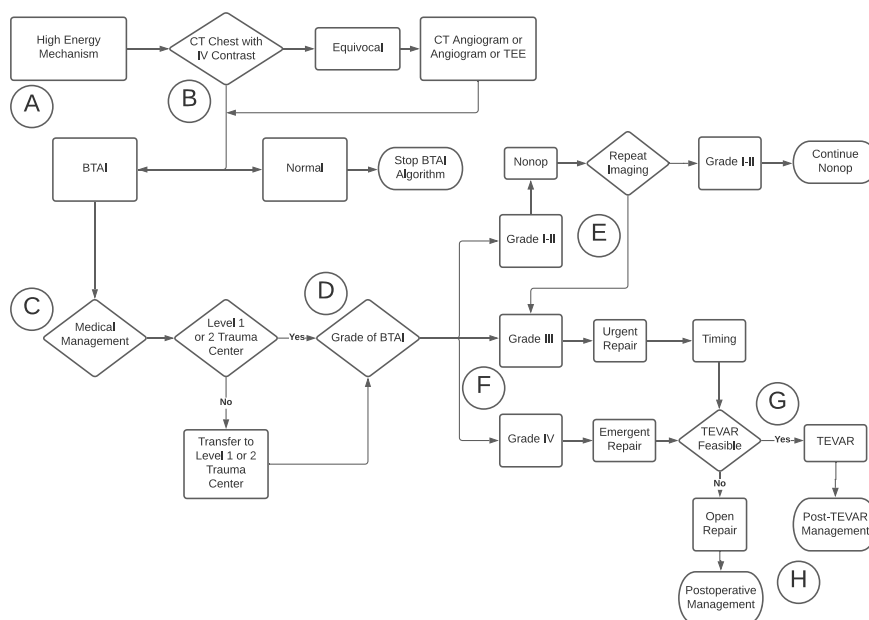 High Energy
Mechanism
CT Chest with
IV Contrast
Equivocal
CT Angiogram or
Angiogram or TEE
A
B
BTAI
Normal
Stop BTAI
Algorithm
Nonop
Repeat
Imaging
Grade I-II
Continue
Nonop
Grade I-II
E
C
D
Medical
Management
Level 1
or 2 Trauma
Center
Yes
Grade of BTAI
Grade III
Urgent
Repair
Timing
No
F
G
Transfer to
Level 1 or 2
Trauma
Center
Grade IV
Emergent
Repair
TEVAR
Feasible
Yes
TEVAR
No
Open
Repair
Post-TEVAR
Management
H
Postoperative
Management